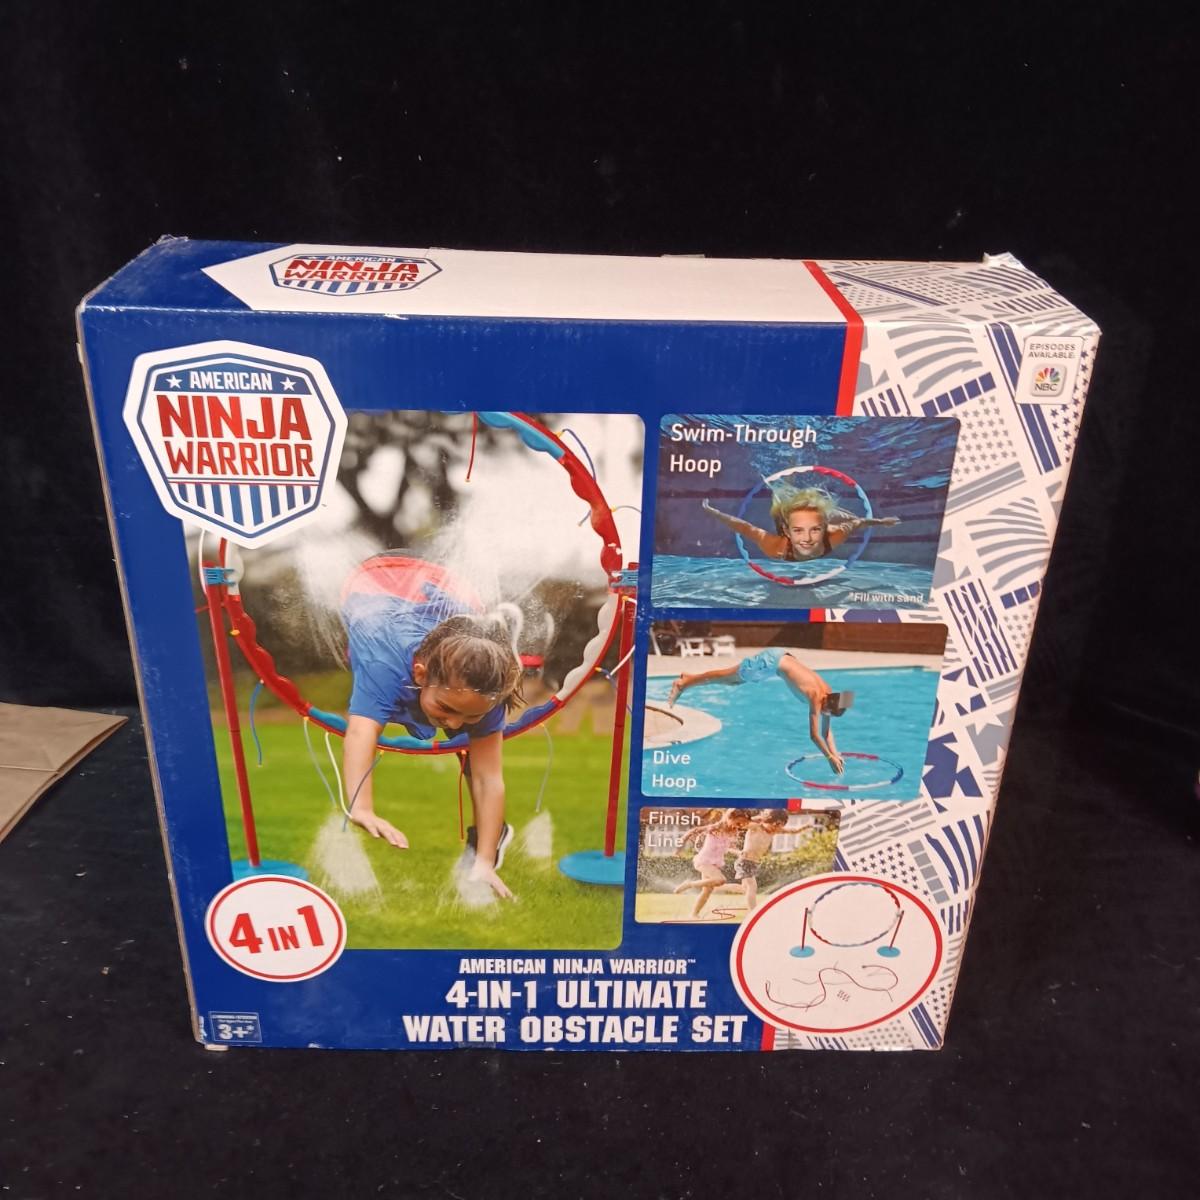 AMERICAN
NINJA
WARRIOR
AMERICAN
NINJA
WARRIOR
EPISODES
AVAILABLE:
NBC
Swim-Through
Hoop
*Fill with sand
Dive
Hoop
Finish
Line
4 IN 1
AMERICAN NINJA WARRIOR™
4-IN-1 ULTIMATE
WATER OBSTACLE SET
3+*